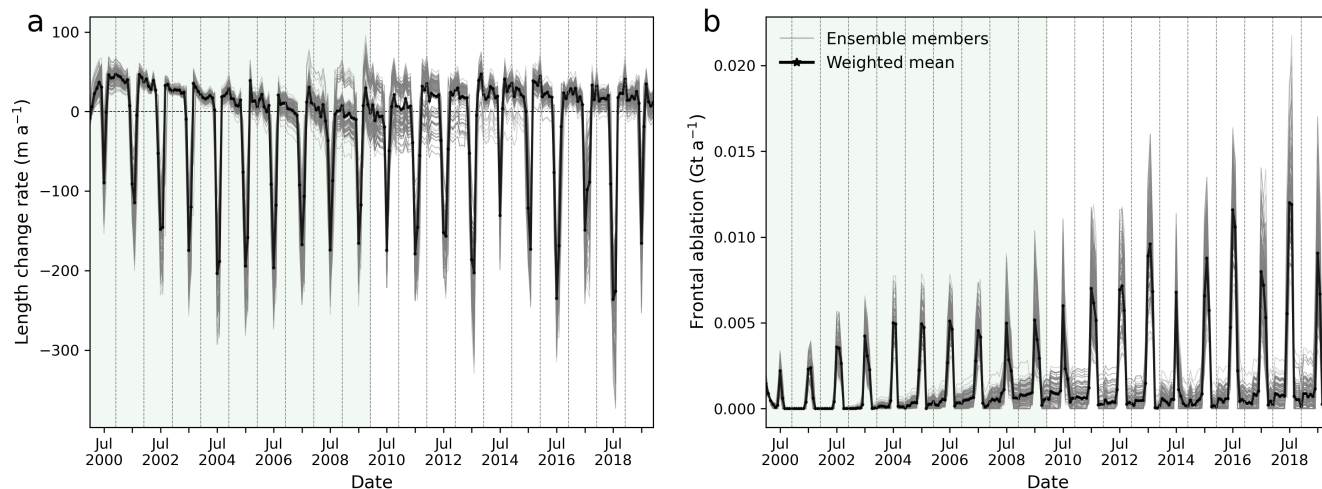 a
100
0
−100
−200
−300
Length change rate (m a⁻¹)
Jul 2000
Jul 2002
Jul 2004
Jul 2006
Jul 2008
Jul 2010
Jul 2012
Jul 2014
Jul 2016
Jul 2018
Date
b
Ensemble members
Weighted mean
0.020
0.015
0.010
0.005
0.000
Frontal ablation (Gt a⁻¹)
Jul 2000
Jul 2002
Jul 2004
Jul 2006
Jul 2008
Jul 2010
Jul 2012
Jul 2014
Jul 2016
Jul 2018
Date